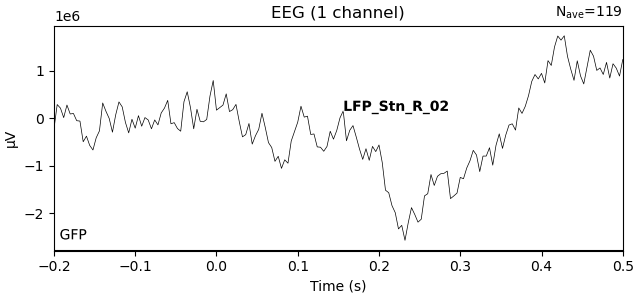 EEG (1 channel)
Nave=119
1e6
1
0
−1
−2
µV
LFP_Stn_R_02
GFP
−0.2 −0.1 0.0 0.1 0.2 0.3 0.4 0.5
Time (s)